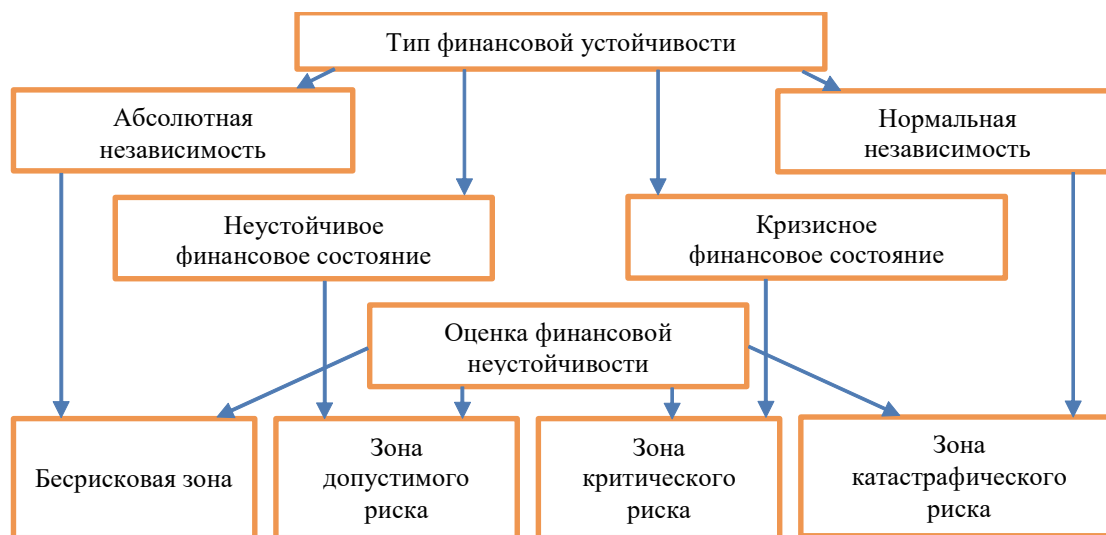 Тип финансовой устойчивости
Абсолютная
независимость
Нормальная
независимость
Неустойчивое
финансовое состояние
Кризисное
финансовое состояние
Оценка финансовой
неустойчивости
Бесрисковая зона
Зона
допустимого
риска
Зона
критического
риска
Зона
катастрафического
риска